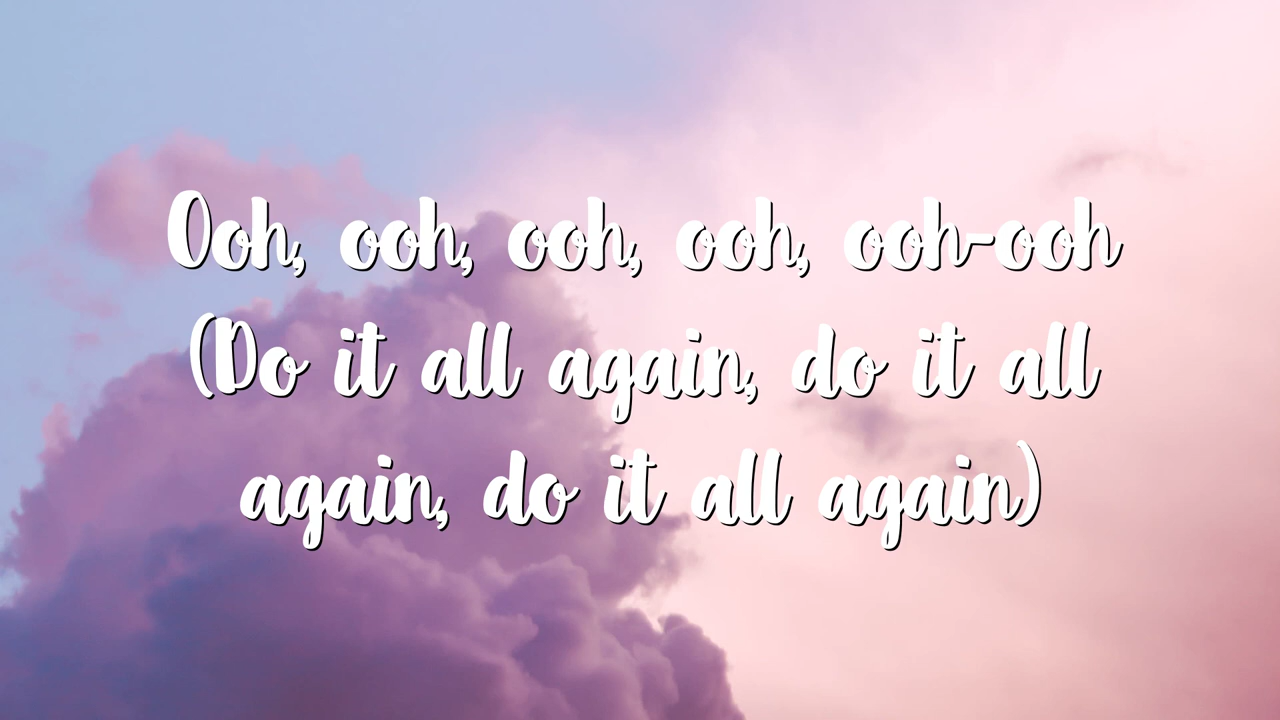 Ooh, ooh, ooh, ooh, ooh-ooh
(Do it all again, do it all
again, do it all again)